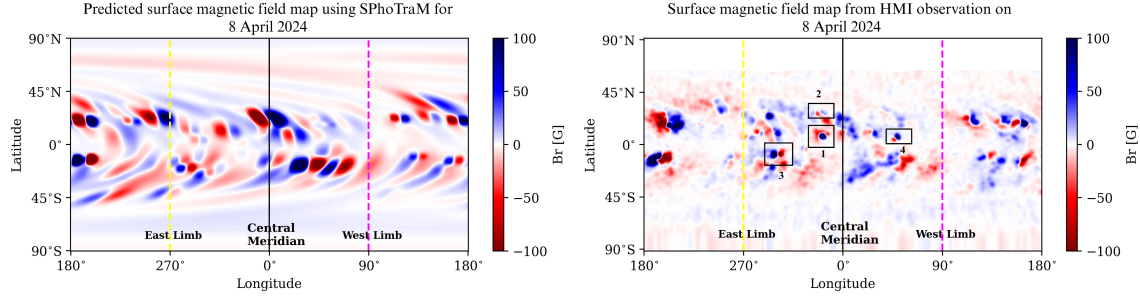 Predicted surface magnetic field map using SPhoTraM for
8 April 2024
90°N
45°N
0°
45°S
90°S
Latitude
180°
270°
0°
90°
180°
Longitude
East Limb
Central
Meridian
West Limb
100
50
0
−50
−100
Br [G]
Surface magnetic field map from HMI observation on
8 April 2024
90°N
45°N
0°
45°S
90°S
Latitude
180°
270°
0°
90°
180°
Longitude
2
1
4
3
East Limb
Central
Meridian
West Limb
100
50
0
−50
−100
Br [G]